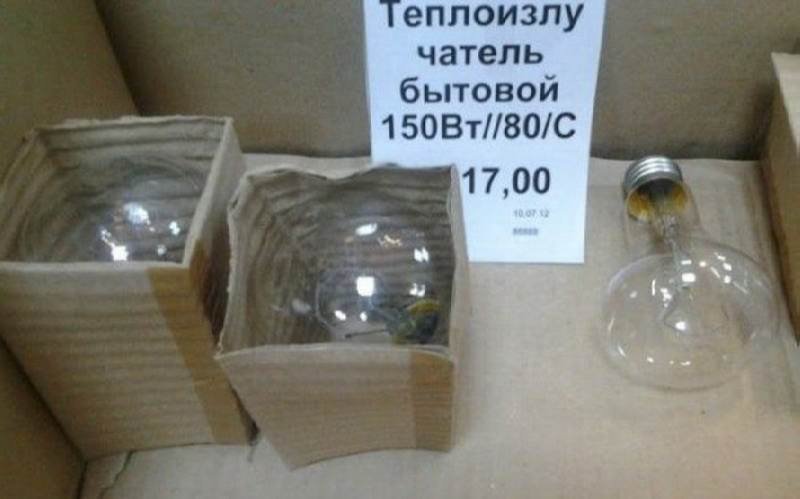 Теплоизлу
чатель
бытовой
150Вт//80/С
17,00
10.07.12